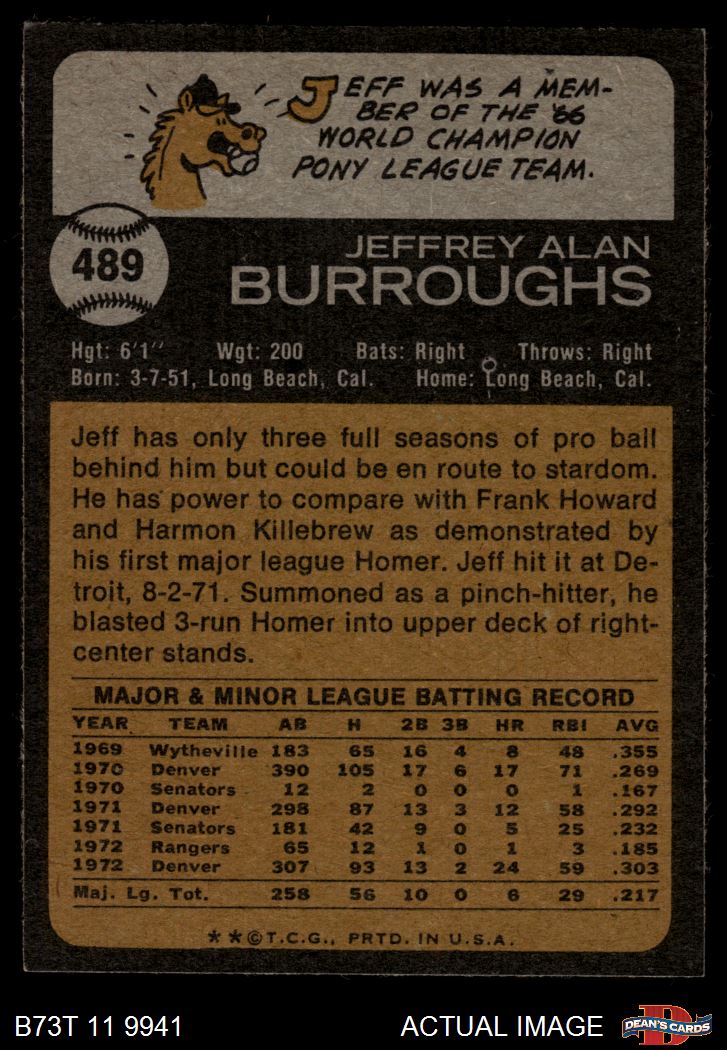 JEFF WAS A MEM-
BER OF THE '66
WORLD CHAMPION
PONY LEAGUE TEAM.
489
JEFFREY ALAN
BURROUGHS
Hgt: 6'1" Wgt: 200 Bats: Right Throws: Right
Born: 3-7-51, Long Beach, Cal. Home: Long Beach, Cal.
Jeff has only three full seasons of pro ball
behind him but could be en route to stardom.
He has power to compare with Frank Howard
and Harmon Killebrew as demonstrated by
his first major league Homer. Jeff hit it at De-
troit, 8-2-71. Summoned as a pinch-hitter, he
blasted 3-run Homer into upper deck of right-
center stands.
MAJOR & MINOR LEAGUE BATTING RECORD
YEAR TEAM AB H 2B 3B HR RBI AVG
1969 Wytheville 183 65 16 4 8 48 .355
1970 Denver 390 105 17 6 17 71 .269
1970 Senators 12 2 0 0 0 1 .167
1971 Denver 298 87 13 3 12 58 .292
1971 Senators 181 42 9 0 5 25 .232
1972 Rangers 65 12 1 0 1 3 .185
1972 Denver 307 93 13 2 24 59 .303
Maj. Lg. Tot. 258 56 10 0 6 29 .217
**©T.C.G., PRTD. IN U.S.A.
B73T 11 9941 ACTUAL IMAGE
D
DEAN'S CARDS